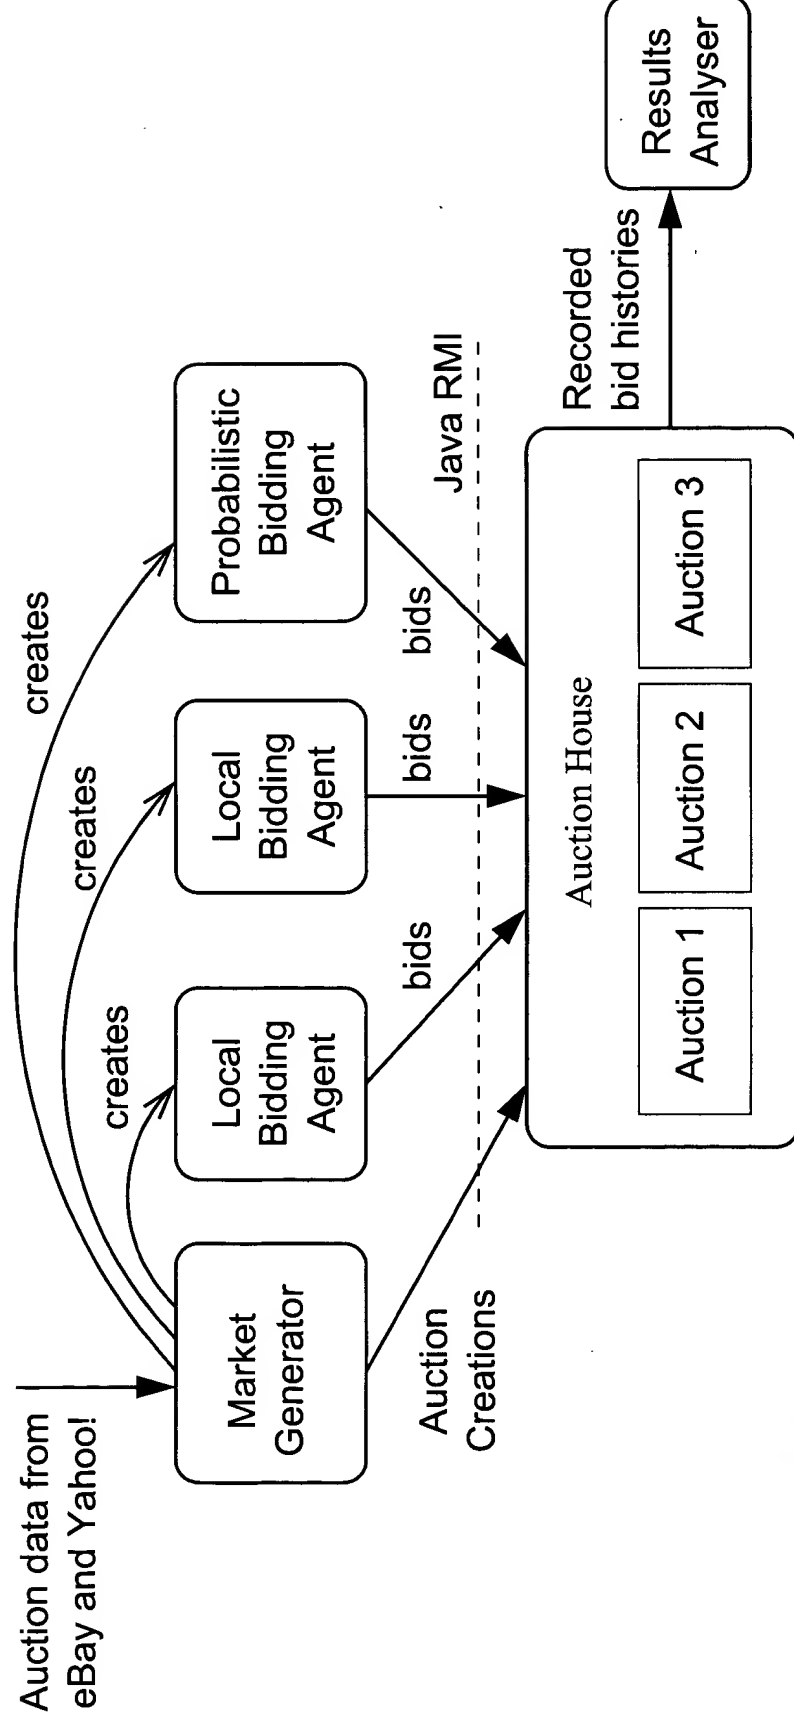 Auction data from
eBay and Yahoo!
creates
creates
creates
Market
Generator
Local
Bidding
Agent
Local
Bidding
Agent
Probabilistic
Bidding
Agent
Auction
Creations
bids
bids
bids
Java RMI
Auction House
Auction 1
Auction 2
Auction 3
Recorded
bid histories
Results
Analyser